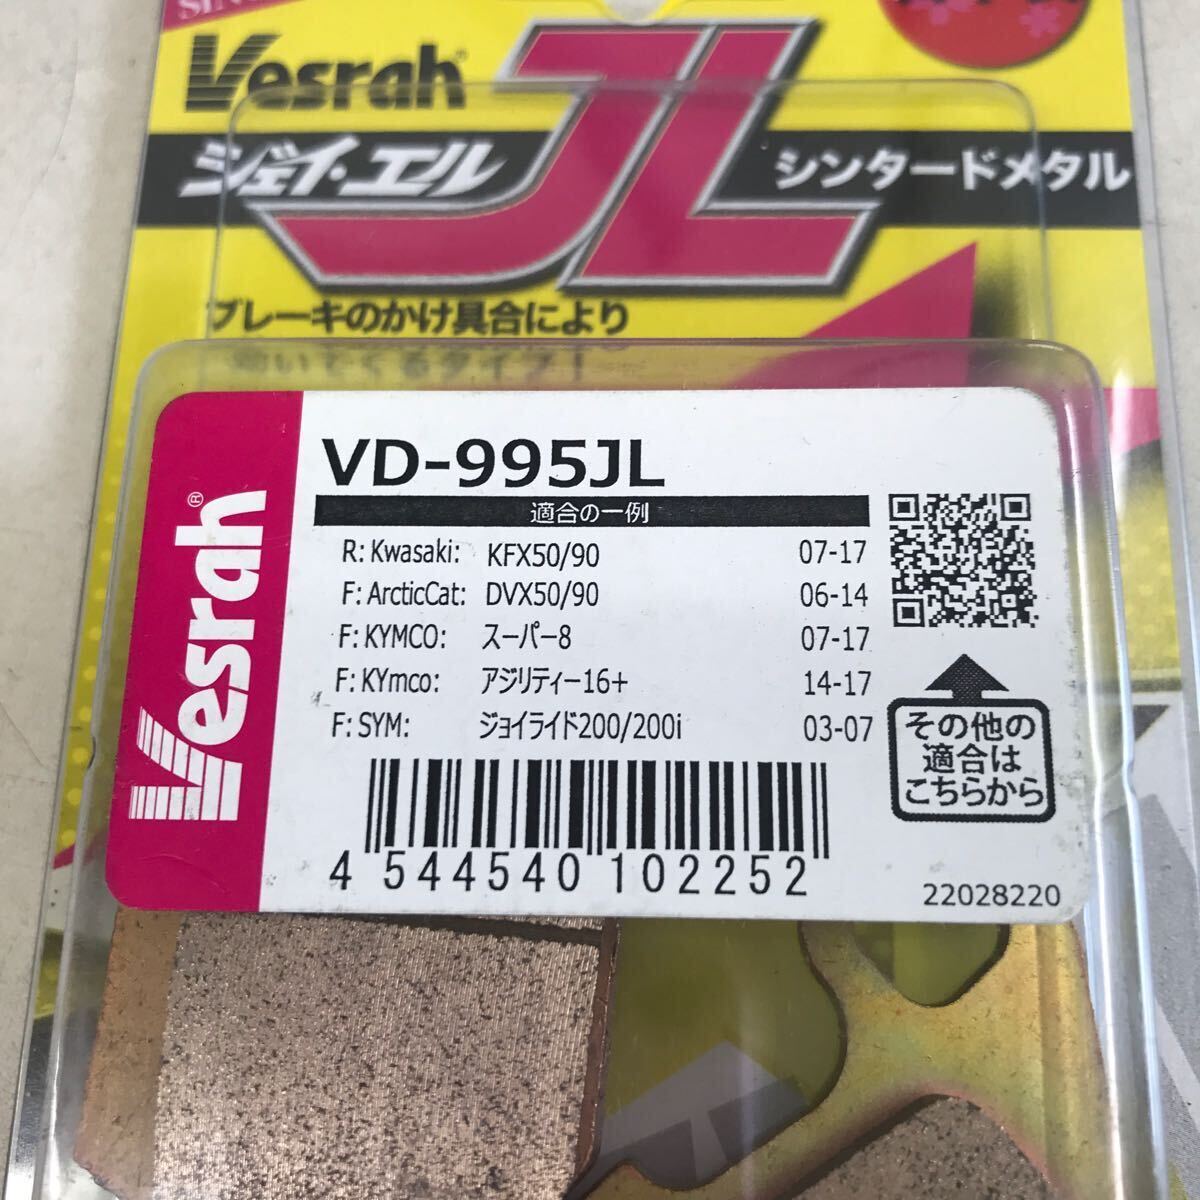 Vesrah
JL
ジェイ・エル
シンタードメタル
ブレーキのかけ具合により
VD-995JL
適合の一例
R: Kwasaki: KFX50/90 07-17
F: ArcticCat: DVX50/90 06-14
F: KYMCO: スーパー8 07-17
F: KYmco: アジリティー16+ 14-17
F: SYM: ジョイライド200/200i 03-07
Vesrah®
その他の
適合は
こちらから
4 544540 102252
22028220